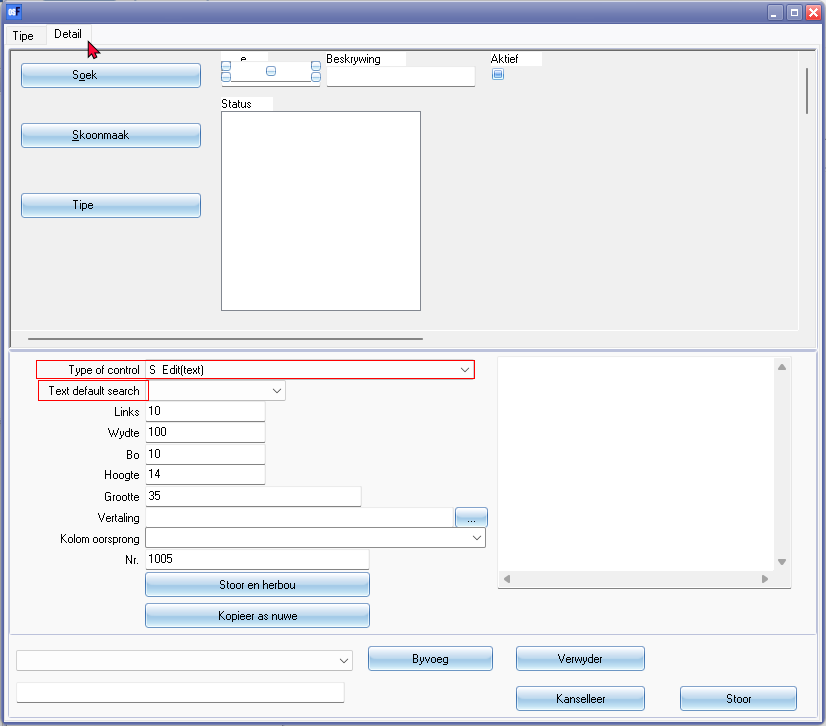 Tipe
Detail
Soek
e
Beskrywing
Aktief
Skoonmaak
Status
Tipe
Type of control S Edit(text)
Text default search
Links 10
Wydte 100
Bo 10
Hoogte 14
Grootte 35
Vertaling ...
Kolom oorsprong
Nr. 1005
Stoor en herbou
Kopieer as nuwe
Byvoeg
Verwyder
Kanselleer
Stoor